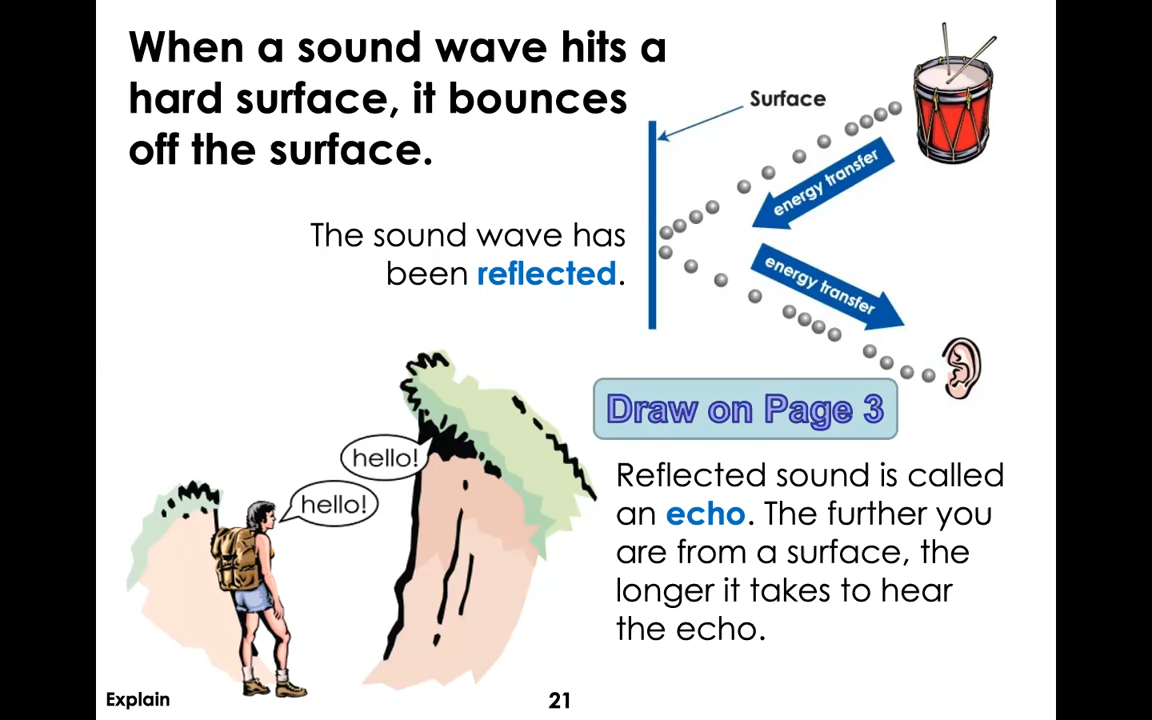 When a sound wave hits a
hard surface, it bounces
off the surface.
Surface
energy transfer
The sound wave has
been reflected.
energy transfer
Draw on Page 3
hello!
hello!
Reflected sound is called
an echo. The further you
are from a surface, the
longer it takes to hear
the echo.
Explain
21